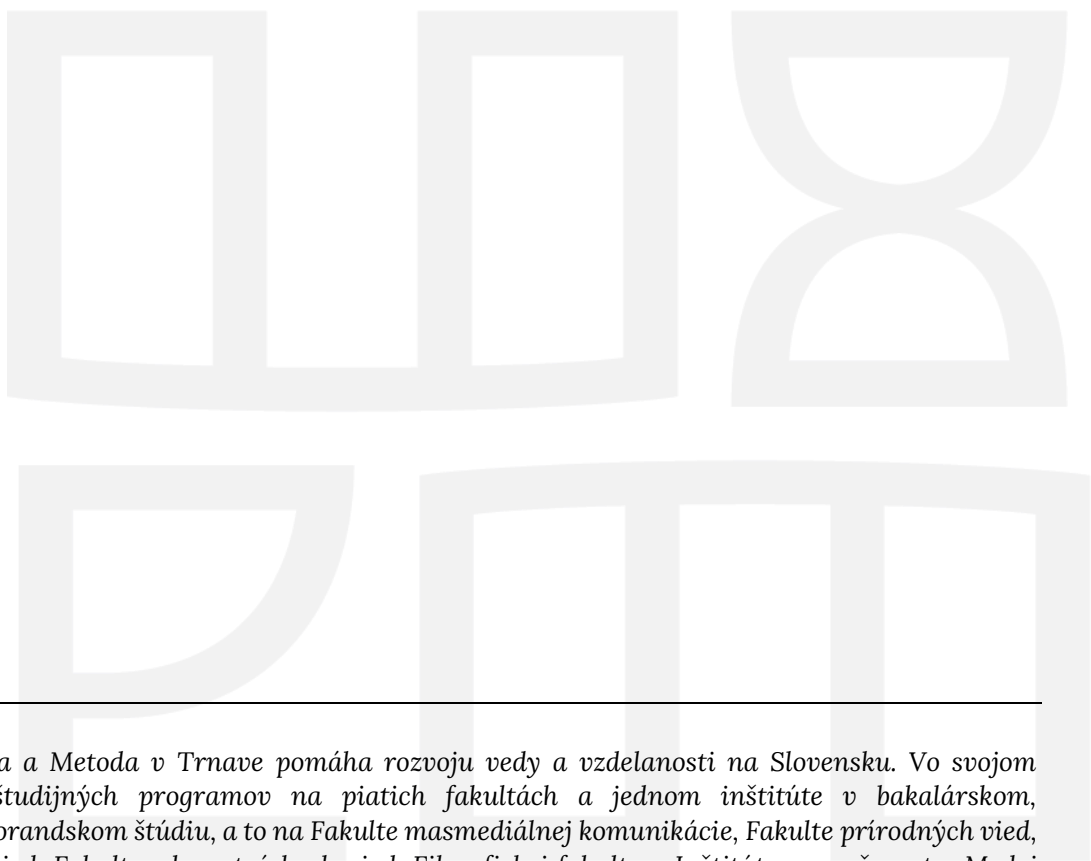 a a Metoda v Trnave pomáha rozvoju vedy a vzdelanosti na Slovensku. Vo svojom
študijných programov na piatich fakultách a jednom inštitúte v bakalárskom,
orandskom štúdiu, a to na Fakulte masmediálnej komunikácie, Fakulte prírodných vied,